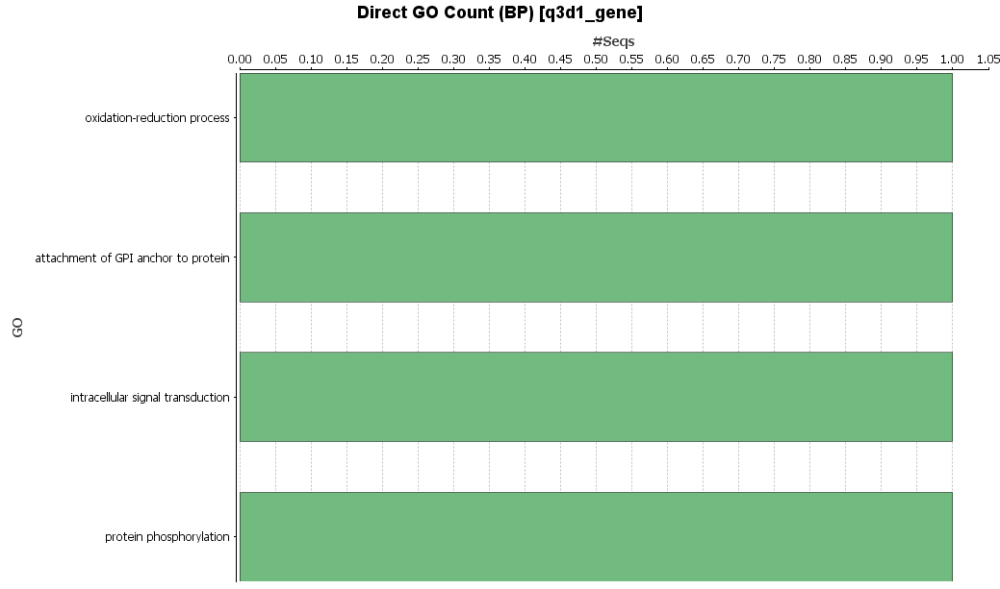 Direct GO Count (BP) [q3d1_gene]
#Seqs
0.00 0.05 0.10 0.15 0.20 0.25 0.30 0.35 0.40 0.45 0.50 0.55 0.60 0.65 0.70 0.75 0.80 0.85 0.90 0.95 1.00 1.05
oxidation-reduction process
attachment of GPI anchor to protein
GO
intracellular signal transduction
protein phosphorylation